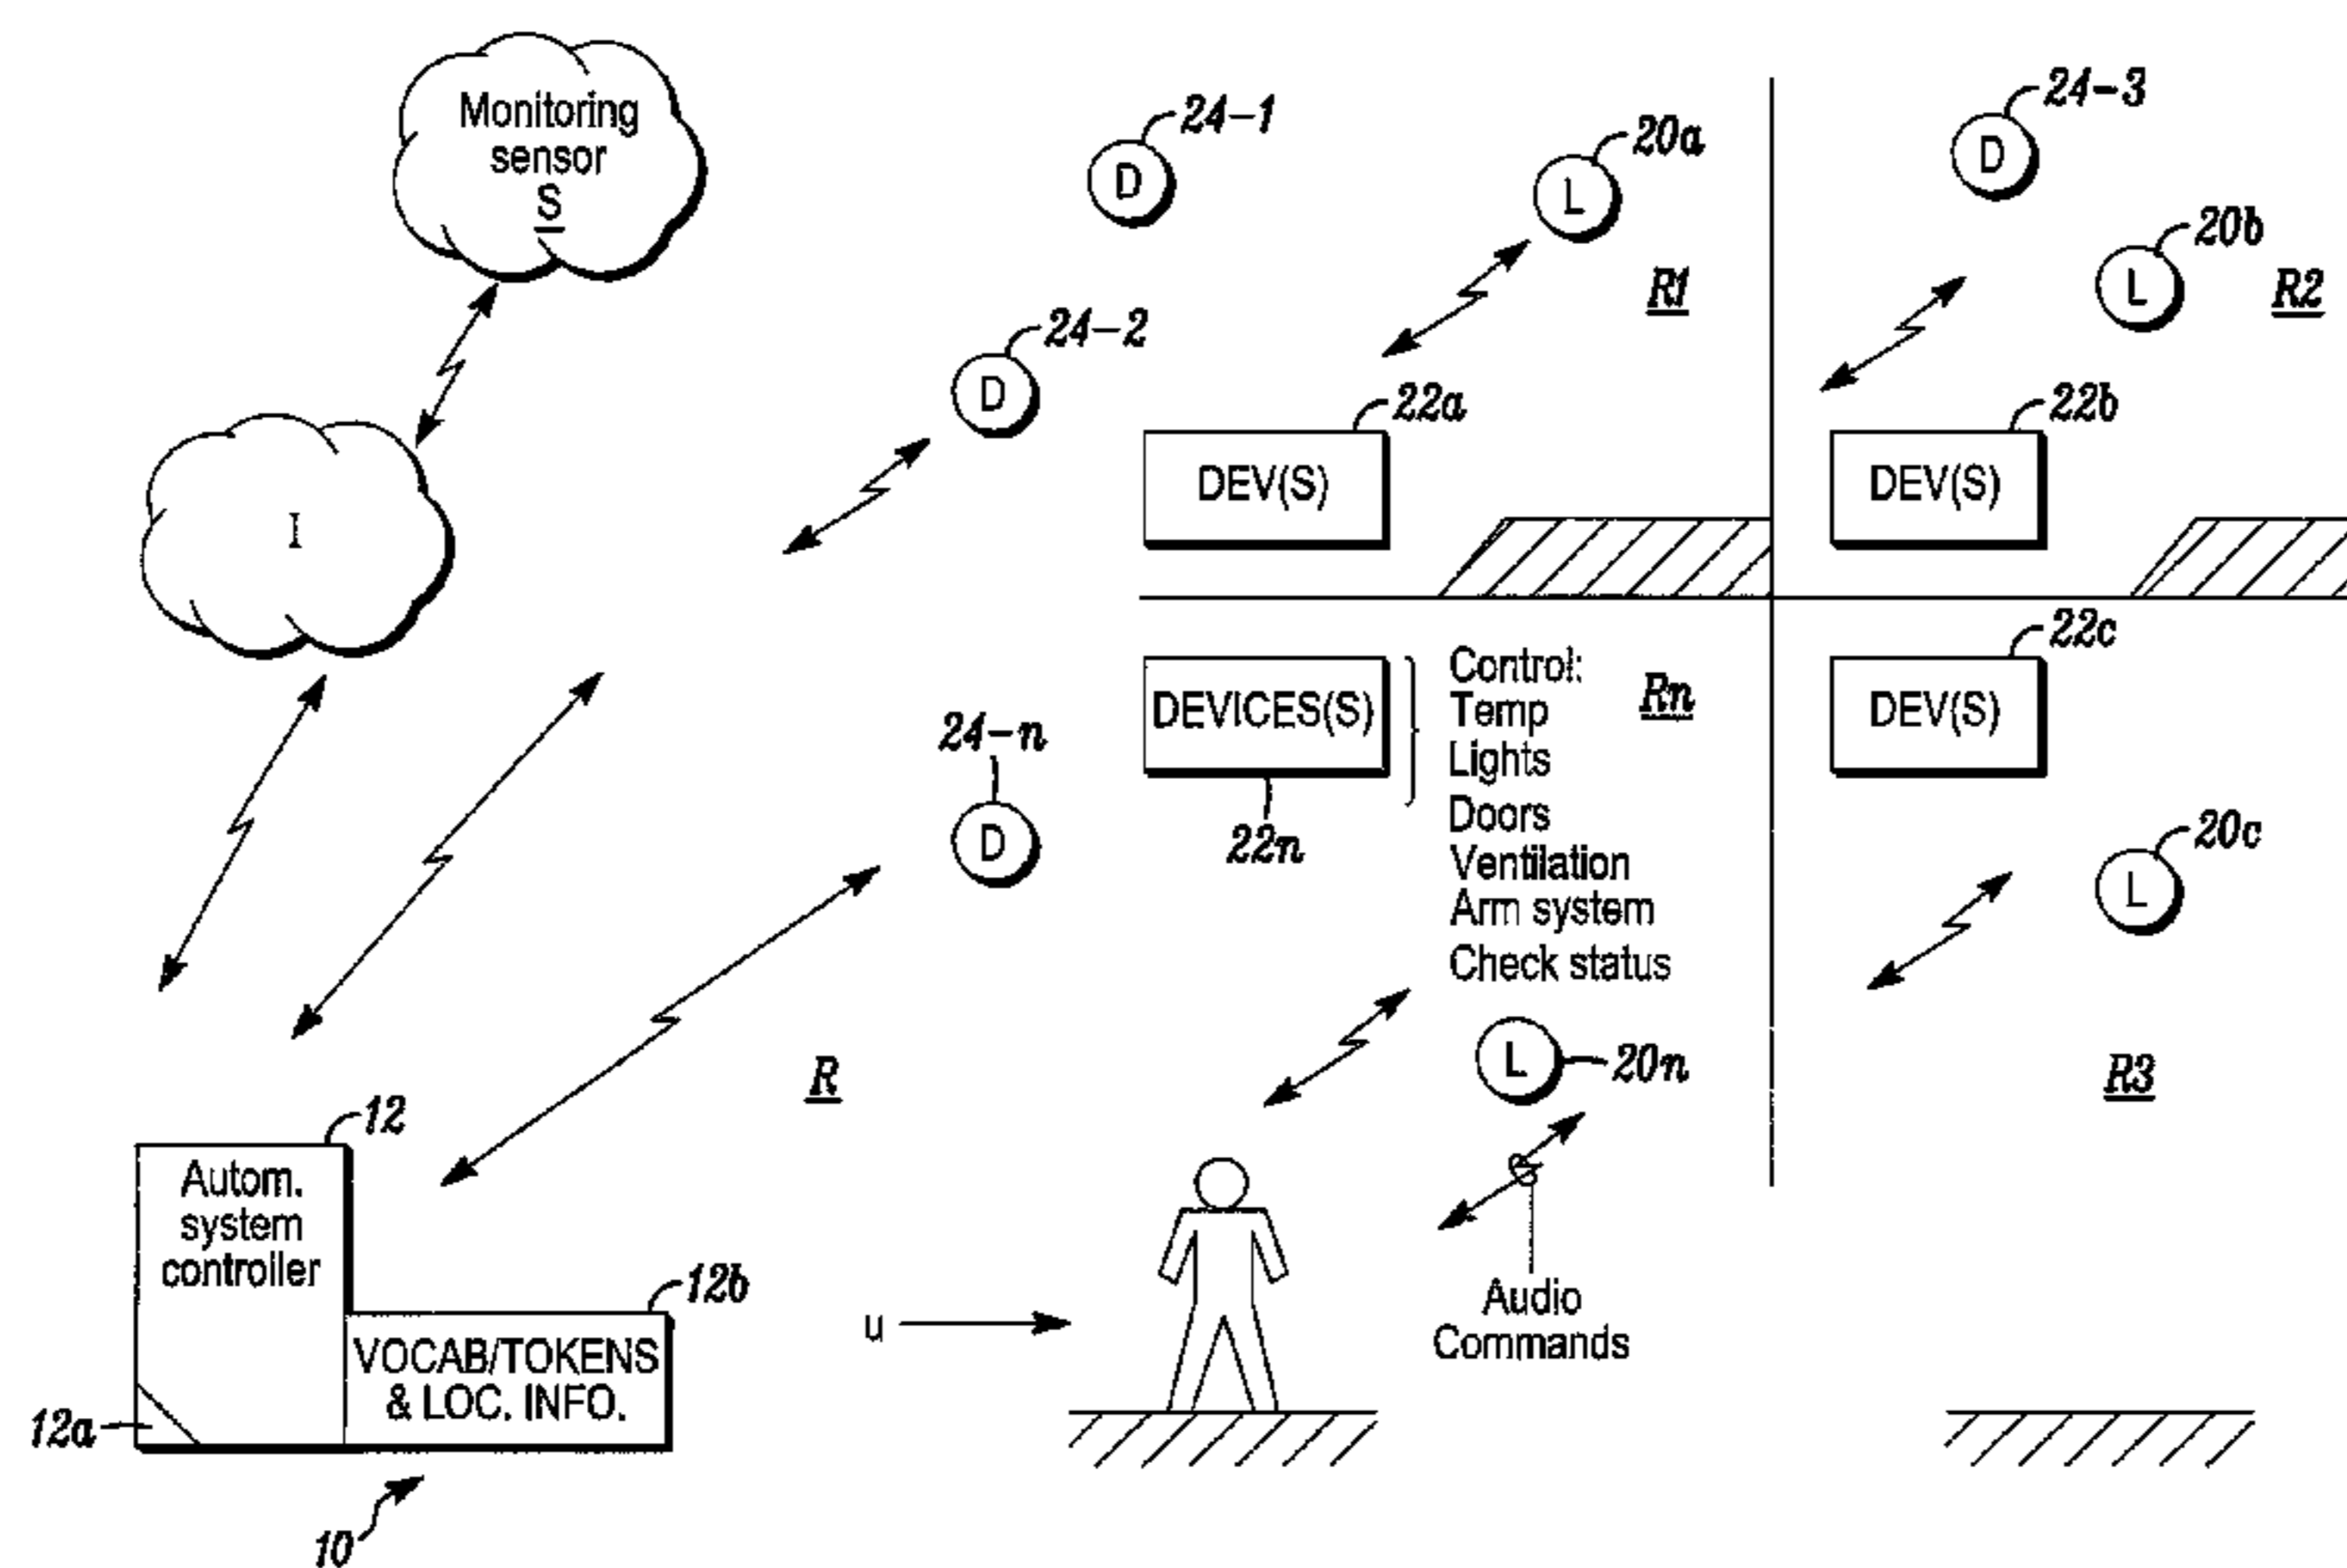 Monitoring
sensor
S
24-1
20a
24-3
D
L
D
20b
R1
L
R2
24-2
D
22a
22b
I
DEV(S)
DEV(S)
22c
Control:
Rn
24-n
DEVICES(S)
Temp
DEV(S)
Lights
D
22n
Doors
20c
Ventilation
L
Arm system
Check status
R
L
20n
R3
12
Autom.
system
controller
12b
Audio
u
Commands
VOCAB/TOKENS
& LOC. INFO.
12a
10